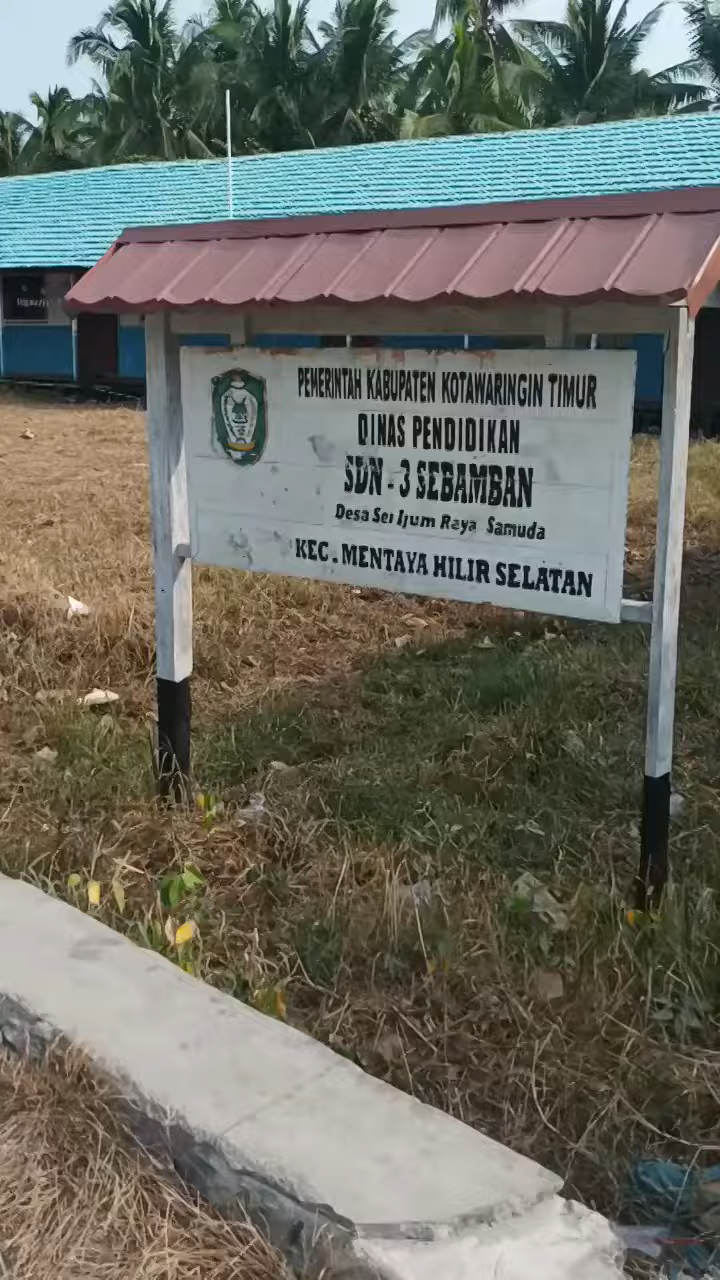 PEMERINTAH KABUPATEN KOTAWARINGIN TIMUR
DINAS PENDIDIKAN
SDN - 3 SEBAMBAN
Desa Sei Ijum Raya Samuda
KEC. MENTAYA HILIR SELATAN